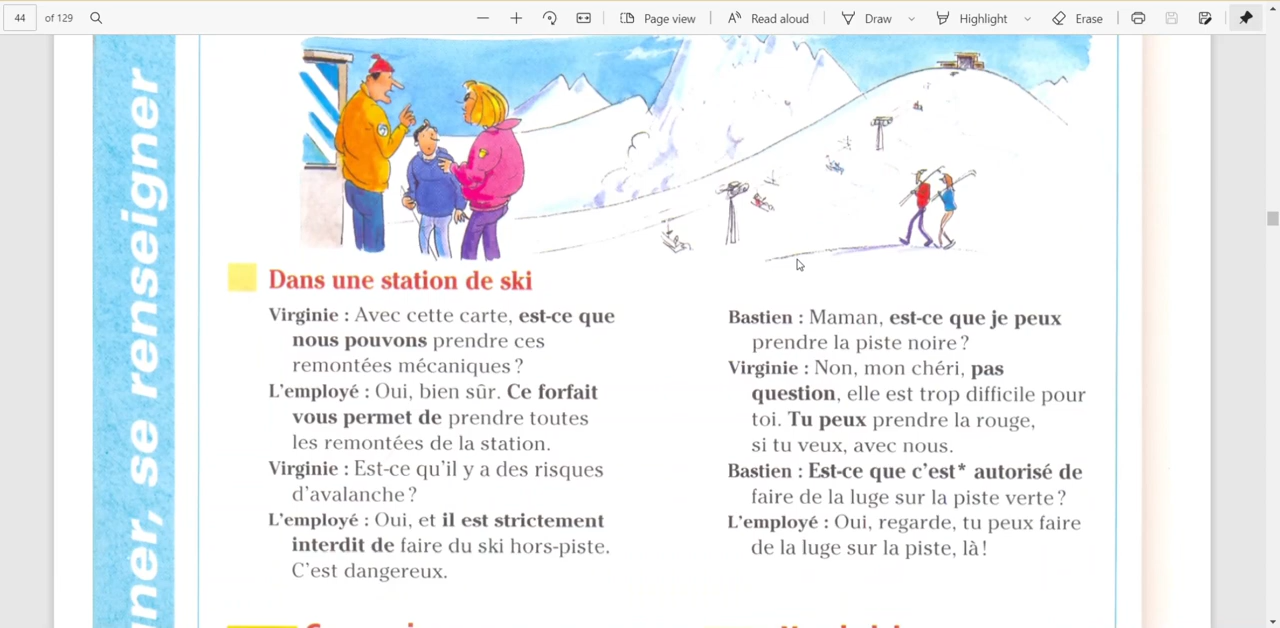 44
of 129
Page view
Read aloud
Draw
Highlight
Erase
ner, se renseigner
Dans une station de ski
Virginie : Avec cette carte, est-ce que
nous pouvons prendre ces
remontées mécaniques ?
L'employé : Oui, bien sûr. Ce forfait
vous permet de prendre toutes
les remontées de la station.
Virginie : Est-ce qu'il y a des risques
d'avalanche ?
L'employé : Oui, et il est strictement
interdit de faire du ski hors-piste.
C'est dangereux.
Bastien : Maman, est-ce que je peux
prendre la piste noire ?
Virginie : Non, mon chéri, pas
question, elle est trop difficile pour
toi. Tu peux prendre la rouge,
si tu veux, avec nous.
Bastien : Est-ce que c'est* autorisé de
faire de la luge sur la piste verte ?
L'employé : Oui, regarde, tu peux faire
de la luge sur la piste, là !